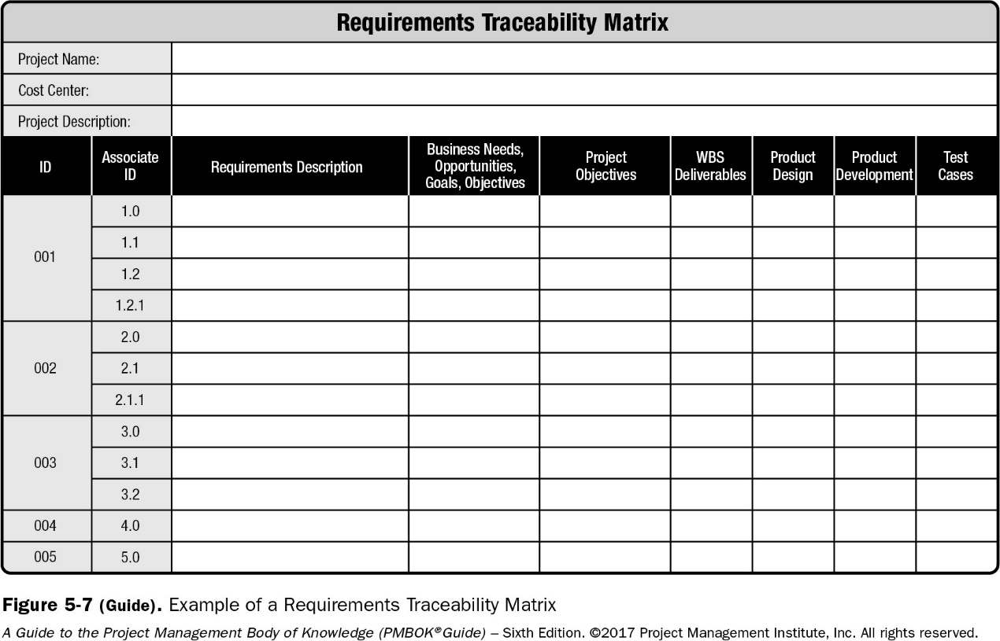 Requirements Traceability Matrix
Project Name:
Cost Center:
Project Description:
ID
Associate
ID
Requirements Description
Business Needs,
Opportunities,
Goals, Objectives
Project
Objectives
WBS
Deliverables
Product
Design
Product
Development
Test
Cases
001
1.0
1.1
1.2
1.2.1
002
2.0
2.1
2.1.1
003
3.0
3.1
3.2
004
4.0
005
5.0
Figure 5-7 (Guide). Example of a Requirements Traceability Matrix
A Guide to the Project Management Body of Knowledge (PMBOK® Guide) – Sixth Edition. ©2017 Project Management Institute, Inc. All rights reserved.